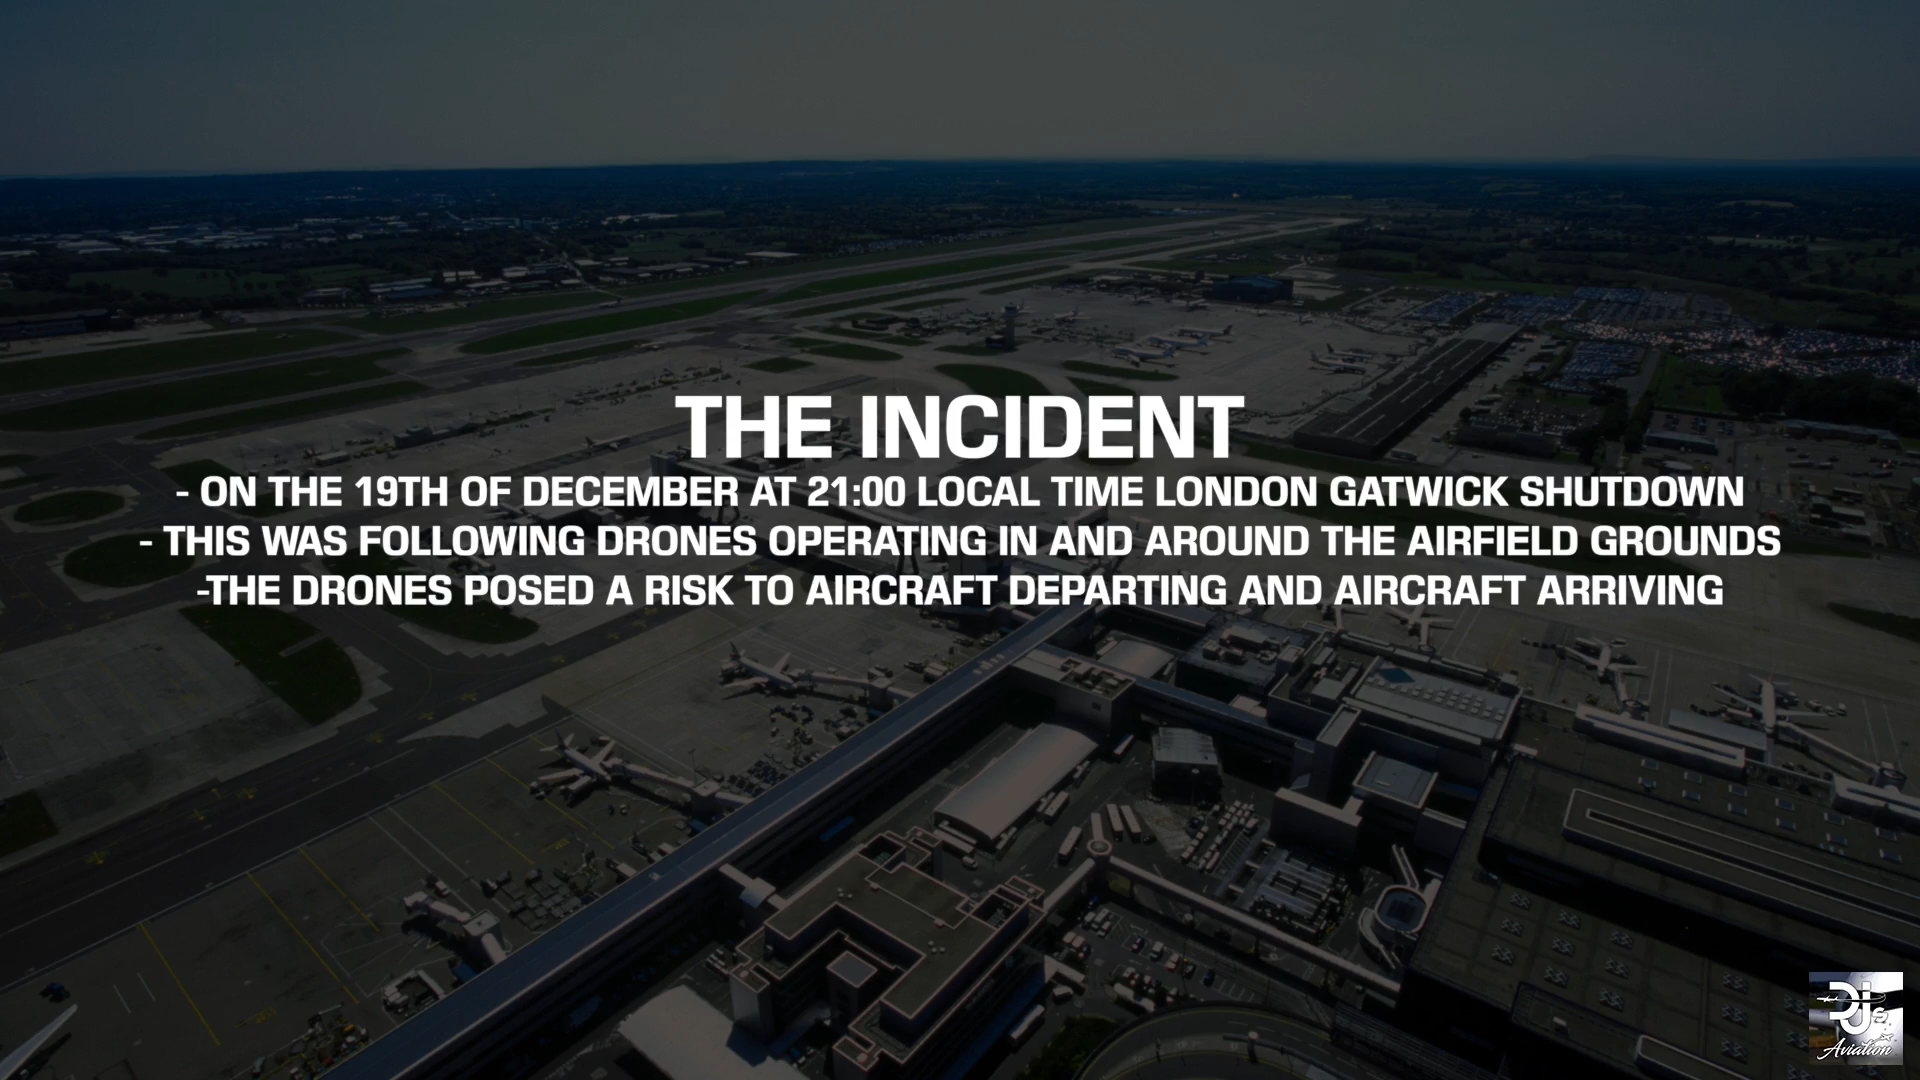 THE INCIDENT
- ON THE 19TH OF DECEMBER AT 21:00 LOCAL TIME LONDON GATWICK SHUTDOWN
- THIS WAS FOLLOWING DRONES OPERATING IN AND AROUND THE AIRFIELD GROUNDS
-THE DRONES POSED A RISK TO AIRCRAFT DEPARTING AND AIRCRAFT ARRIVING
DJs
Aviation